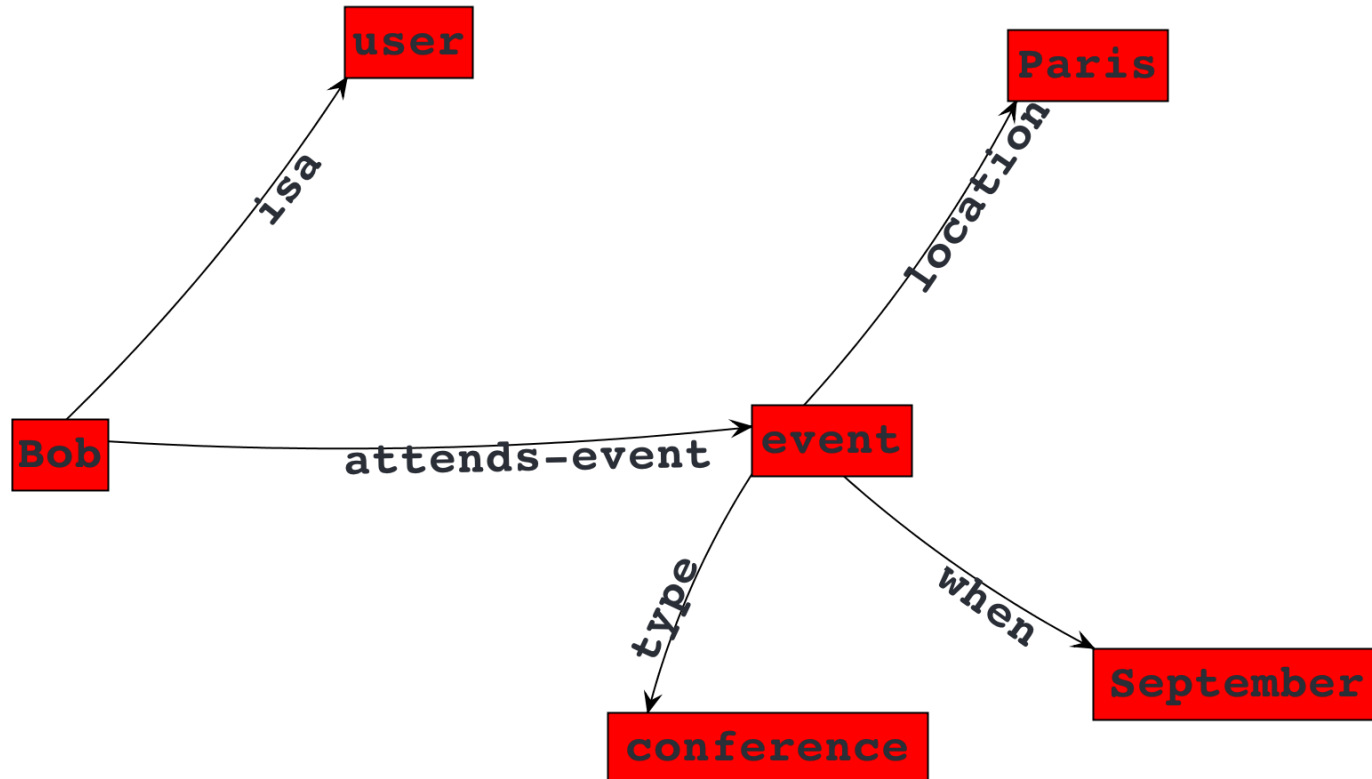 user
Paris
isa
location
Bob
event
attends-event
type
when
September
conference